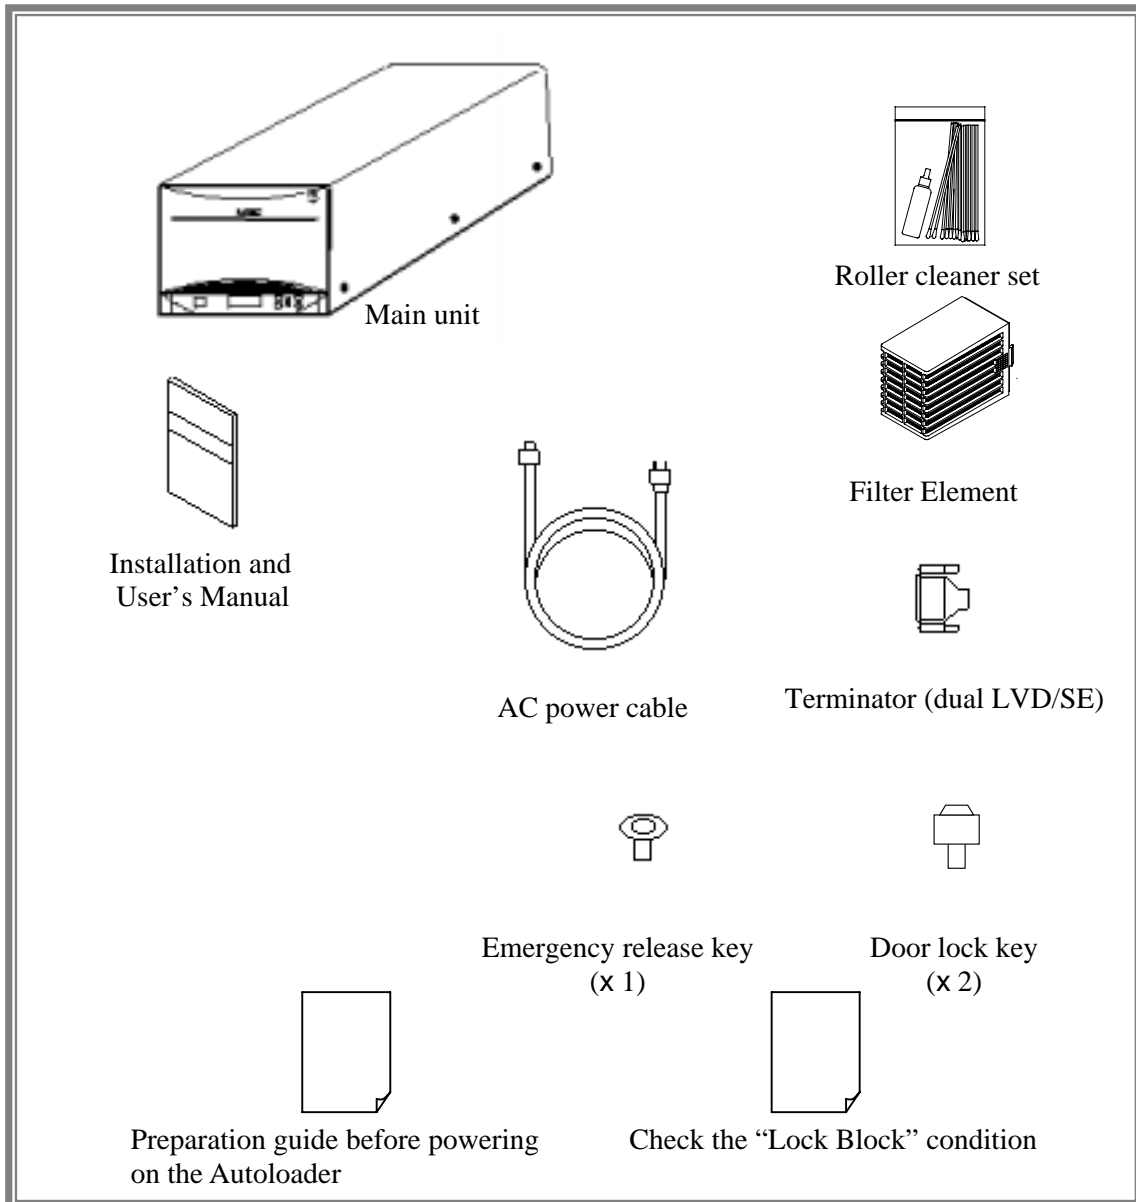 Roller cleaner set
Main unit
Filter Element
Installation and
User’s Manual
AC power cable
Terminator (dual LVD/SE)
Emergency release key
(x 1)
Door lock key
(x 2)
Preparation guide before powering
on the Autoloader
Check the “Lock Block” condition